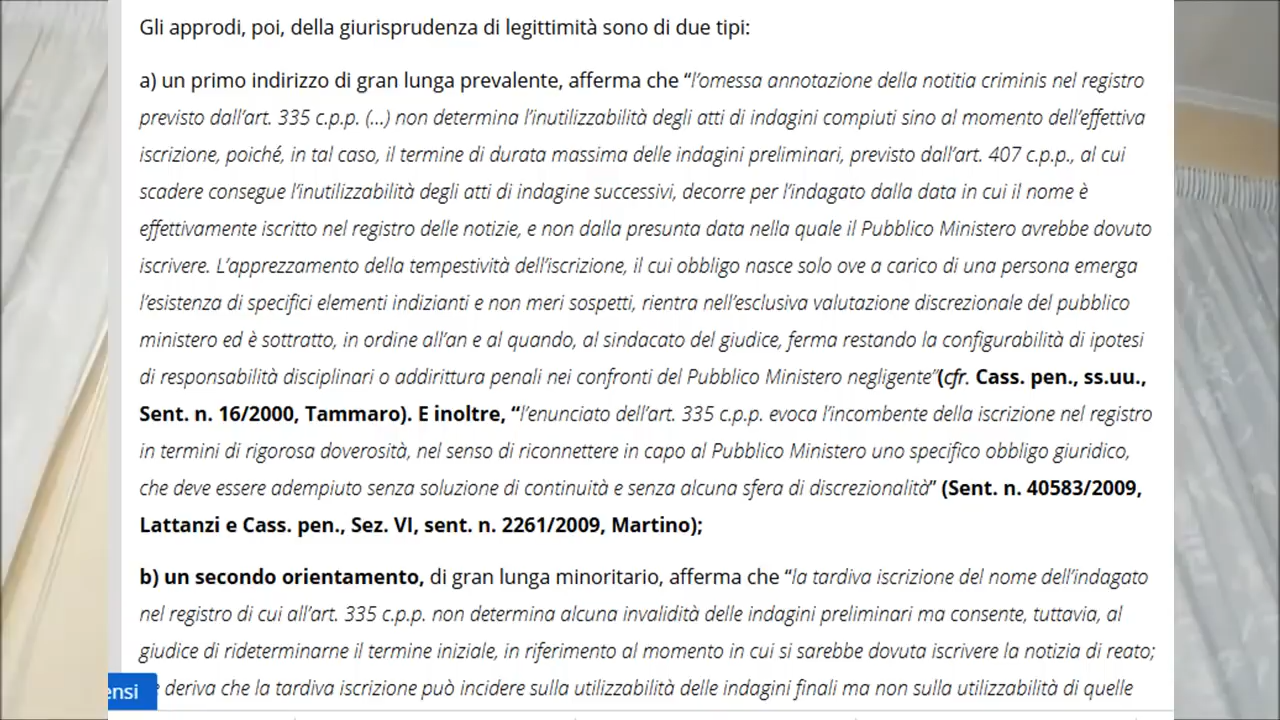 Gli approdi, poi, della giurisprudenza di legittimità sono di due tipi:
a) un primo indirizzo di gran lunga prevalente, afferma che “l’omessa annotazione della notitia criminis nel registro
previsto dall’art. 335 c.p.p. (...) non determina l’inutilizzabilità degli atti di indagini compiuti sino al momento dell’effettiva
iscrizione, poiché, in tal caso, il termine di durata massima delle indagini preliminari, previsto dall’art. 407 c.p.p., al cui
scadere consegue l’inutilizzabilità degli atti di indagine successivi, decorre per l’indagato dalla data in cui il nome è
effettivamente iscritto nel registro delle notizie, e non dalla presunta data nella quale il Pubblico Ministero avrebbe dovuto
iscrivere. L’apprezzamento della tempestività dell’iscrizione, il cui obbligo nasce solo ove a carico di una persona emerga
l’esistenza di specifici elementi indizianti e non meri sospetti, rientra nell’esclusiva valutazione discrezionale del pubblico
ministero ed è sottratto, in ordine all’an e al quando, al sindacato del giudice, ferma restando la configurabilità di ipotesi
di responsabilità disciplinari o addirittura penali nei confronti del Pubblico Ministero negligente”(cfr. Cass. pen., ss.uu.,
Sent. n. 16/2000, Tammaro). E inoltre, “l’enunciato dell’art. 335 c.p.p. evoca l’incombente della iscrizione nel registro
in termini di rigorosa doverosità, nel senso di riconnettere in capo al Pubblico Ministero uno specifico obbligo giuridico,
che deve essere adempiuto senza soluzione di continuità e senza alcuna sfera di discrezionalità” (Sent. n. 40583/2009,
Lattanzi e Cass. pen., Sez. VI, sent. n. 2261/2009, Martino);
b) un secondo orientamento, di gran lunga minoritario, afferma che “la tardiva iscrizione del nome dell’indagato
nel registro di cui all’art. 335 c.p.p. non determina alcuna invalidità delle indagini preliminari ma consente, tuttavia, al
giudice di rideterminarne il termine iniziale, in riferimento al momento in cui si sarebbe dovuta iscrivere la notizia di reato;
deriva che la tardiva iscrizione può incidere sulla utilizzabilità delle indagini finali ma non sulla utilizzabilità di quelle
ensi